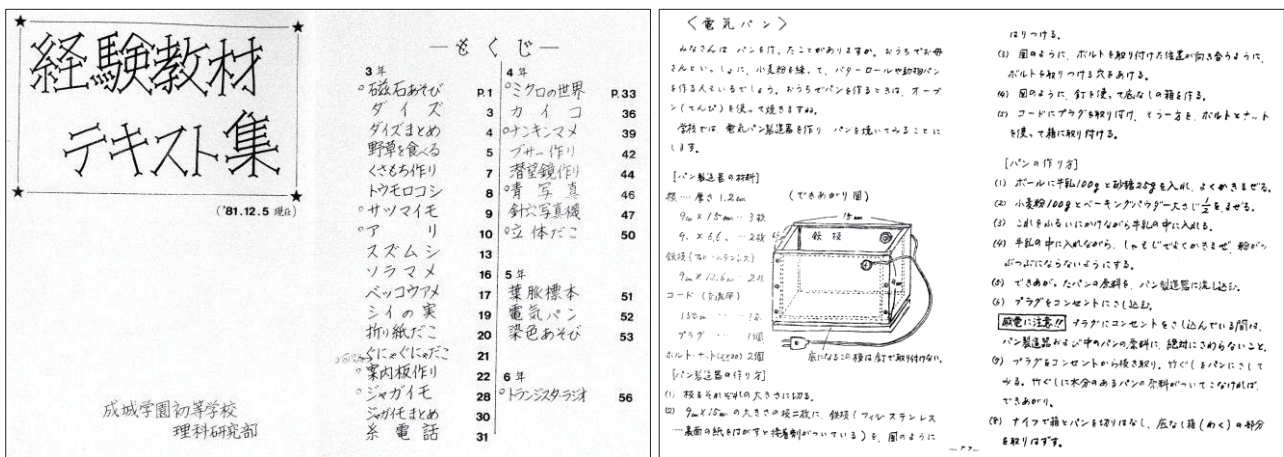 経験教材
テキスト集
('81.12.5 現在)
成城学園初等学校
理科研究部
―もくじ―
3年
○磁石あそび P.1
ダイズ 3
ダイズまとめ 4
野草を食べる 5
くさもち作り 7
トウモロコシ 8
○サツマイモ 9
○アリ 10
スズムシ 13
ソラマメ 16
ベッコウアメ 17
シイの実 19
折り紙だこ 20
ぐにゃぐにゃだこ 21
○案内板作り 22
○ジャガイモ 28
ジャガイモまとめ 30
糸電話 31
4年
○ミクロの世界 P.33
カイコ 36
○ナンキンマメ 39
ブザー作り 42
潜望鏡作り 44
○青写真 46
針穴写真機 47
○立体だこ 50
5年
葉脈標本 51
電気パン 52
染色あそび 53
6年
○トランジスターラジオ 56
〈電気パン〉
みなさんは パンを作ったことがありますか。おうちでお母
さんといっしょに、小麦粉を練って、バターロールや動物パン
を作る人もいるでしょう。おうちでパンを作るときは、オーブ
ン(てんぴ)を使って焼きますね。
学校では 電気パン製造器を作り パンを焼いてみることに
します。
[パン製造器の材料]
板…厚さ1.2cm
9cm×15cm…3枚
9.×6.6.…2枚
鉄板(フィルムステンレス)
9cm×12.6cm…2枚
コード(交流用)
150cm…1本
プラグ…1個
ボルト・ナット 2個
(できあがり図)
15cm
鉄板
9cm
底になるこの板は釘で取り付けない。
[パン製造器の作り方]
(1) 板をそれぞれの大きさに切る。
(2) 9cm×15cmの大きさの板二枚に、鉄板(フィルムステンレス
…裏面の紙をはがすと接着剤がついている)を、図のように
はりつける。
(3) 図のように、ボルトを取り付けた位置が向き合うように、
ボルトを取りつける穴をあける。
(4) 図のように、釘を使って底なしの箱を作る。
(5) コードにプラグを取り付け、もう一方を、ボルトとナット
を使って箱に取り付ける。
[パンの作り方]
(1) ボールに牛乳100gと砂糖25gを入れ、よくかきまぜる。
(2) 小麦粉100gとベーキングパウダー大さじ1/2をまぜる。
(3) これをふるいにかけながら牛乳の中に入れる。
(4) 牛乳の中に入れながら、しゃもじでよくかきまぜ、粉がつ
ぶつぶにならないようにする。
(5) できあがったパンの原料を、パン製造器に流し込む。
(6) プラグをコンセントにさし込む。
感電に注意!! プラグにコンセントをさし込んでいる間は、
パン製造器および中のパンの原料に、絶対にさわらないこと。
(7) プラグをコンセントから抜き取り、竹ぐしをパンにさして
みる。竹ぐしに水分のあるパンの原料がついてこなければ、
できあがり。
(8) ナイフで箱とパンを切りはなし、底なし箱(わく)の部分
を取りはずす。